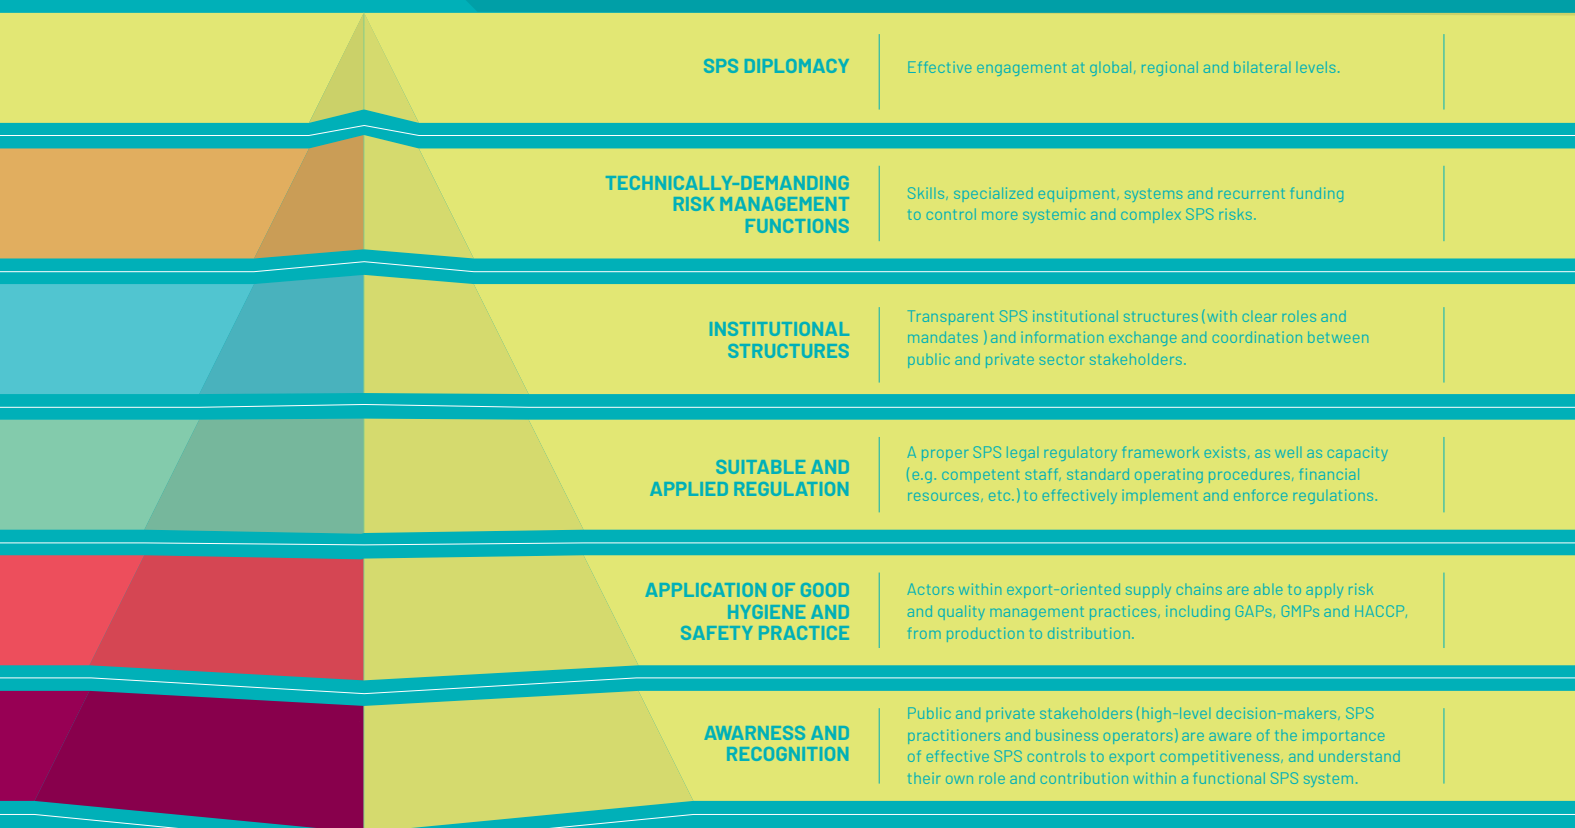 SPS DIPLOMACY
Effective engagement at global, regional and bilateral levels.
TECHNICALLY-DEMANDING
RISK MANAGEMENT
FUNCTIONS
Skills, specialized equipment, systems and recurrent funding
to control more systemic and complex SPS risks.
INSTITUTIONAL
STRUCTURES
Transparent SPS institutional structures (with clear roles and
mandates ) and information exchange and coordination between
public and private sector stakeholders.
SUITABLE AND
APPLIED REGULATION
A proper SPS legal regulatory framework exists, as well as capacity
(e.g. competent staff, standard operating procedures, financial
resources, etc.) to effectively implement and enforce regulations.
APPLICATION OF GOOD
HYGIENE AND
SAFETY PRACTICE
Actors within export-oriented supply chains are able to apply risk
and quality management practices, including GAPs, GMPs and HACCP,
from production to distribution.
AWARNESS AND
RECOGNITION
Public and private stakeholders (high-level decision-makers, SPS
practitioners and business operators) are aware of the importance
of effective SPS controls to export competitiveness, and understand
their own role and contribution within a functional SPS system.